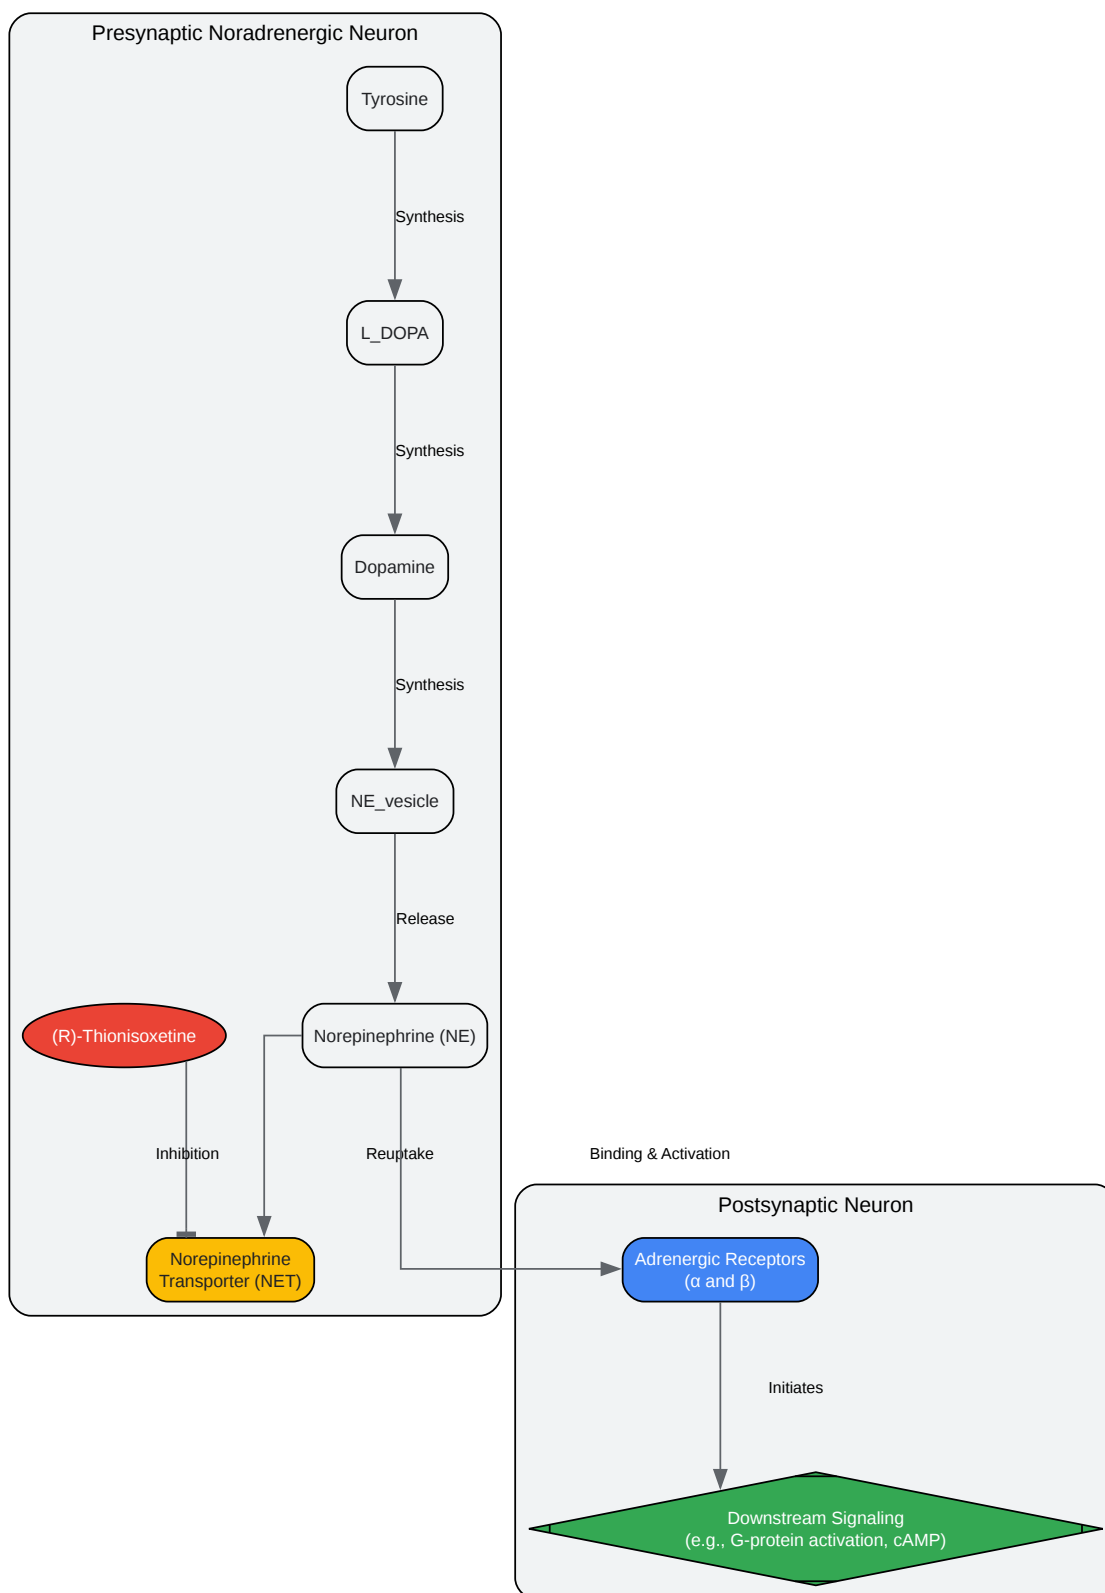 Presynaptic Noradrenergic Neuron
Tyrosine
Synthesis
L_DOPA
Synthesis
Dopamine
Synthesis
NE_vesicle
Release
(R)-Thionisoxetine
Norepinephrine (NE)
Inhibition
Reuptake
Binding & Activation
Norepinephrine
Transporter (NET)
Postsynaptic Neuron
Adrenergic Receptors
(α and β)
Initiates
Downstream Signaling
(e.g., G-protein activation, cAMP)